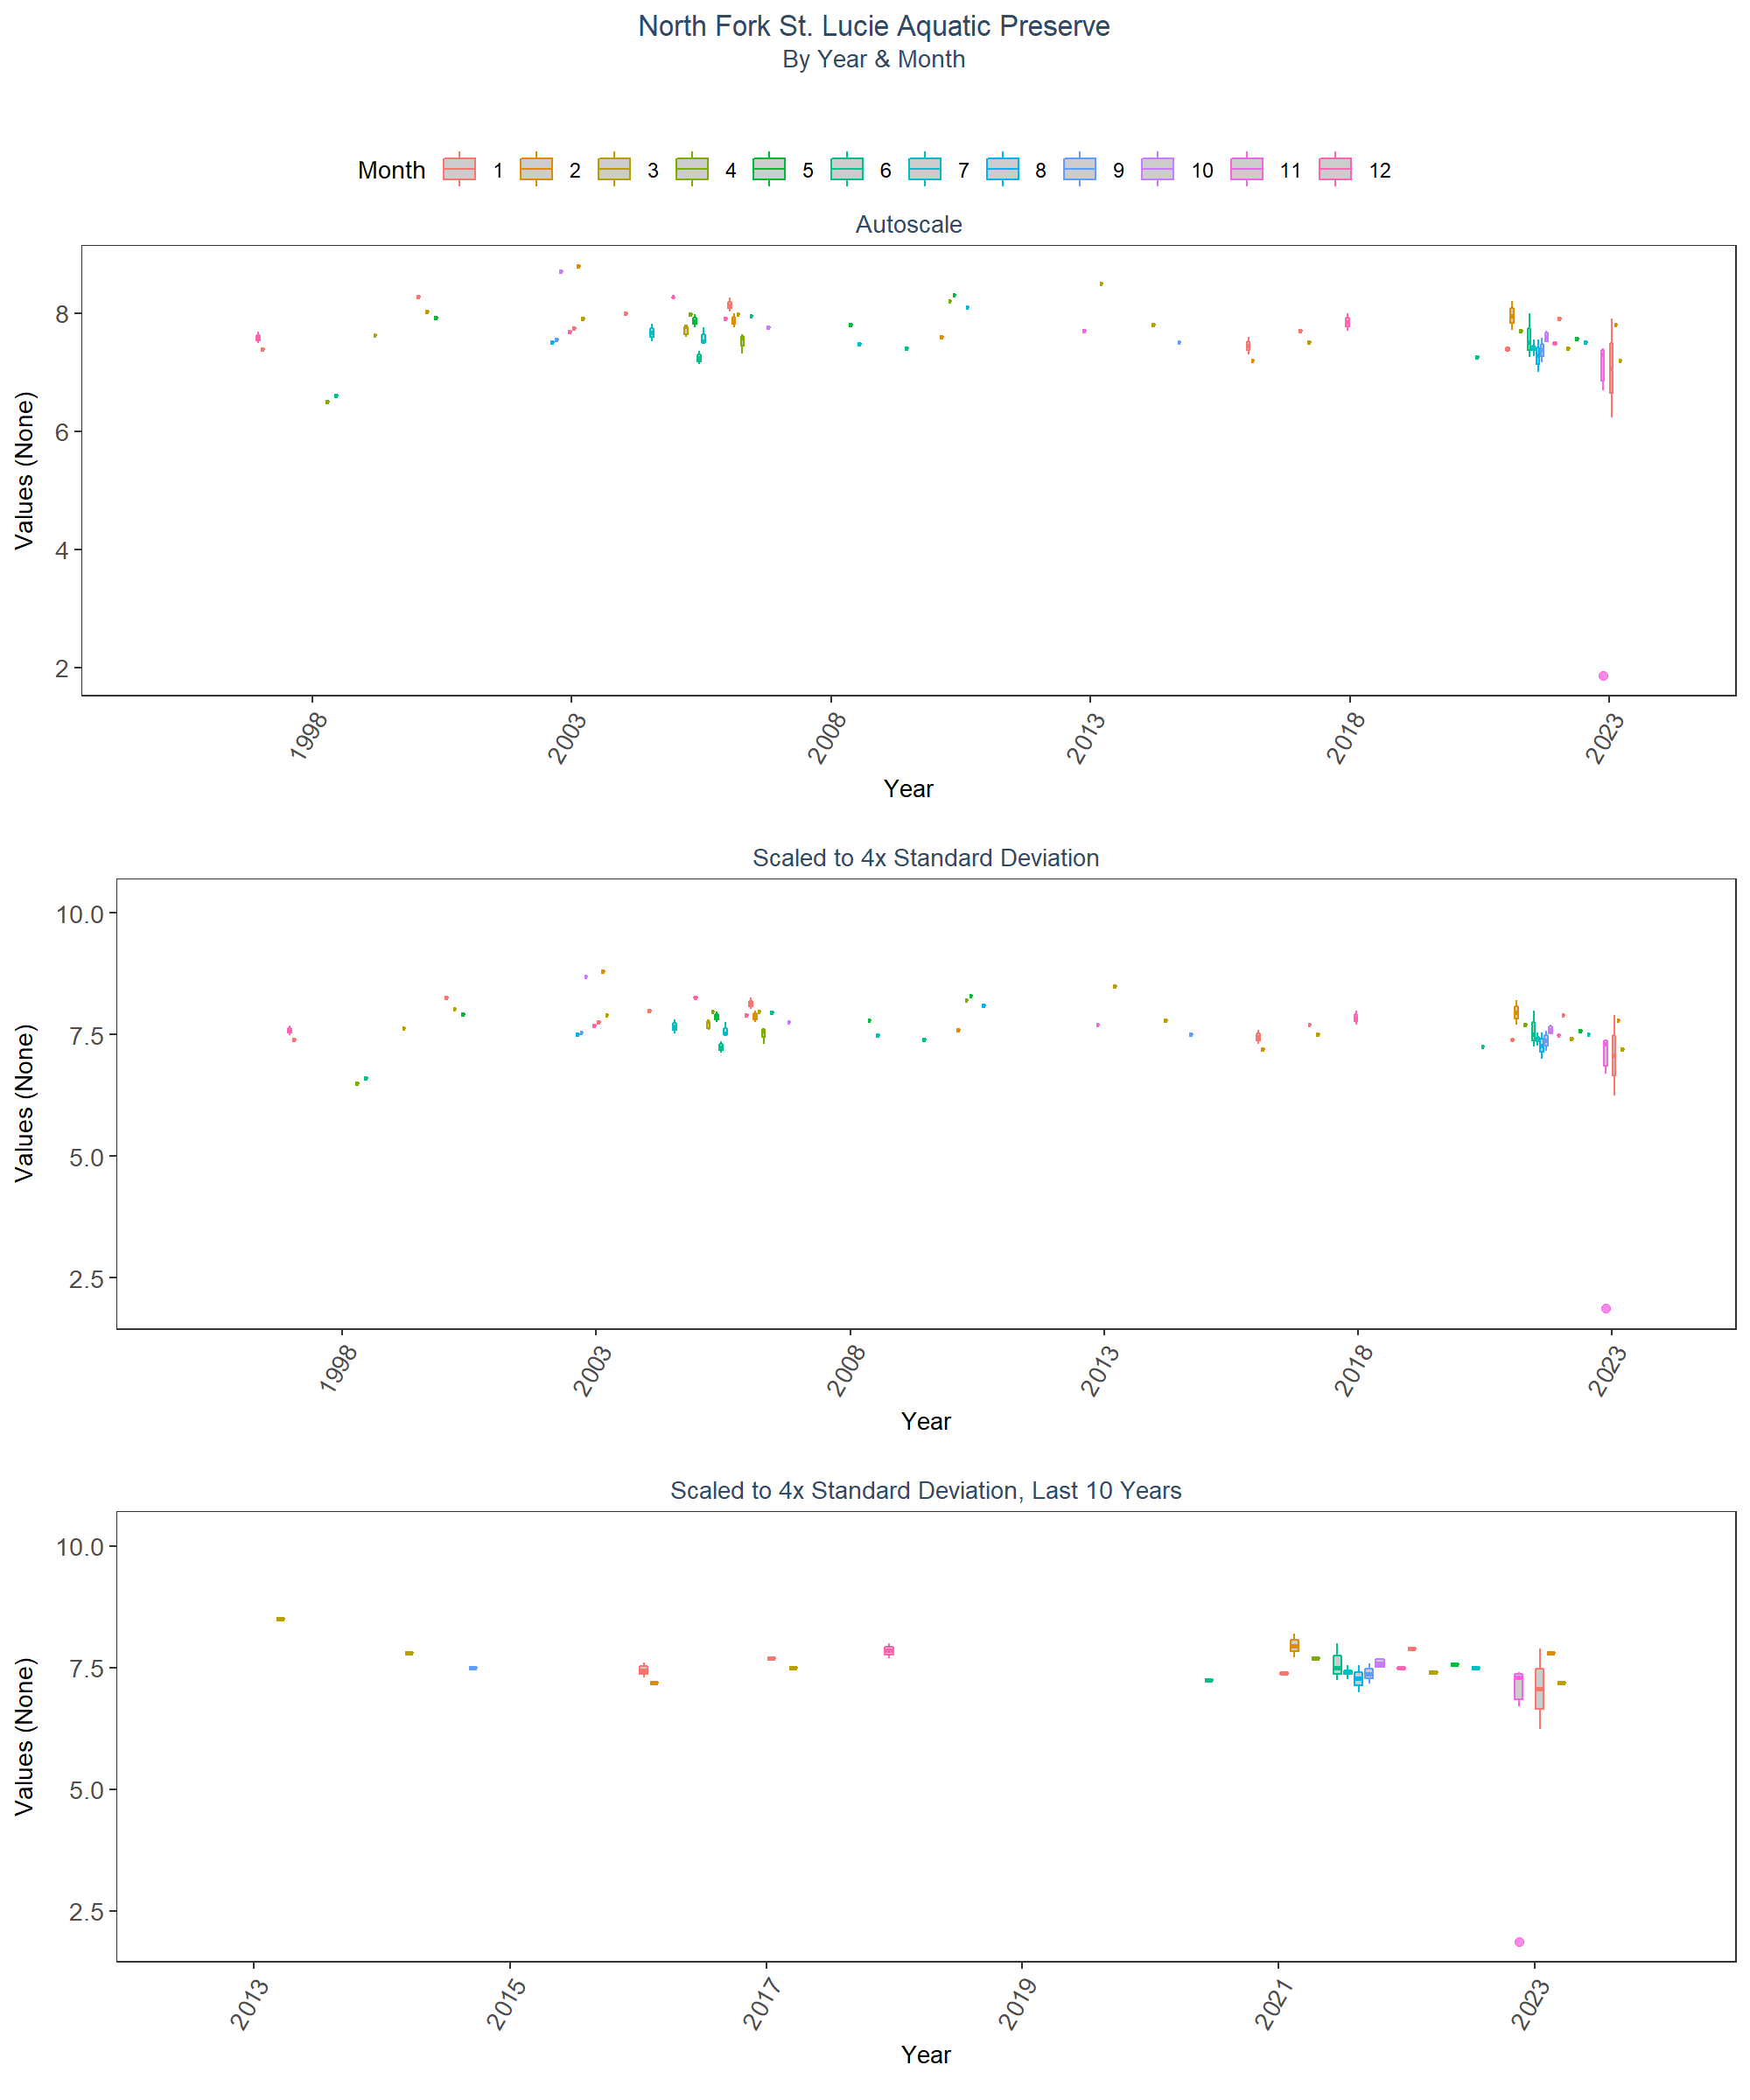 North Fork St. Lucie Aquatic Preserve
By Year & Month
Month 1 2 3 4 5 6 7 8 9 10 11 12
Autoscale
Values (None)
8
6
4
2
1998 2003 2008 2013 2018 2023
Year
Scaled to 4x Standard Deviation
Values (None)
10.0
7.5
5.0
2.5
1998 2003 2008 2013 2018 2023
Year
Scaled to 4x Standard Deviation, Last 10 Years
Values (None)
10.0
7.5
5.0
2.5
2013 2015 2017 2019 2021 2023
Year